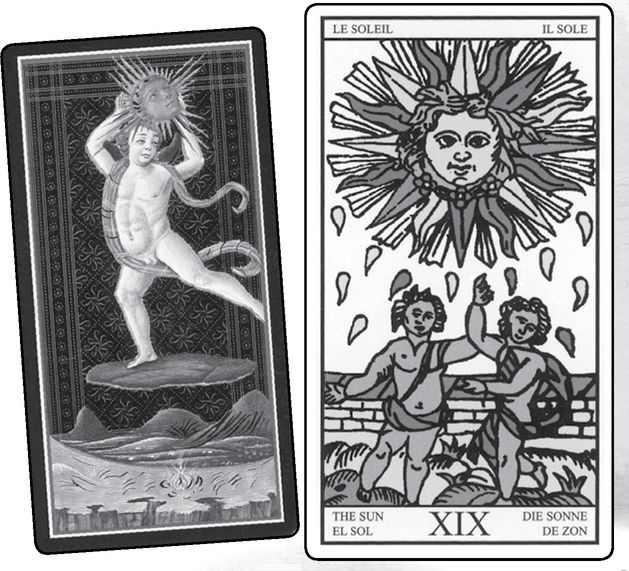 LE SOLEIL
IL SOLE
THE SUN
EL SOL
XIX
DIE SONNE
DE ZON